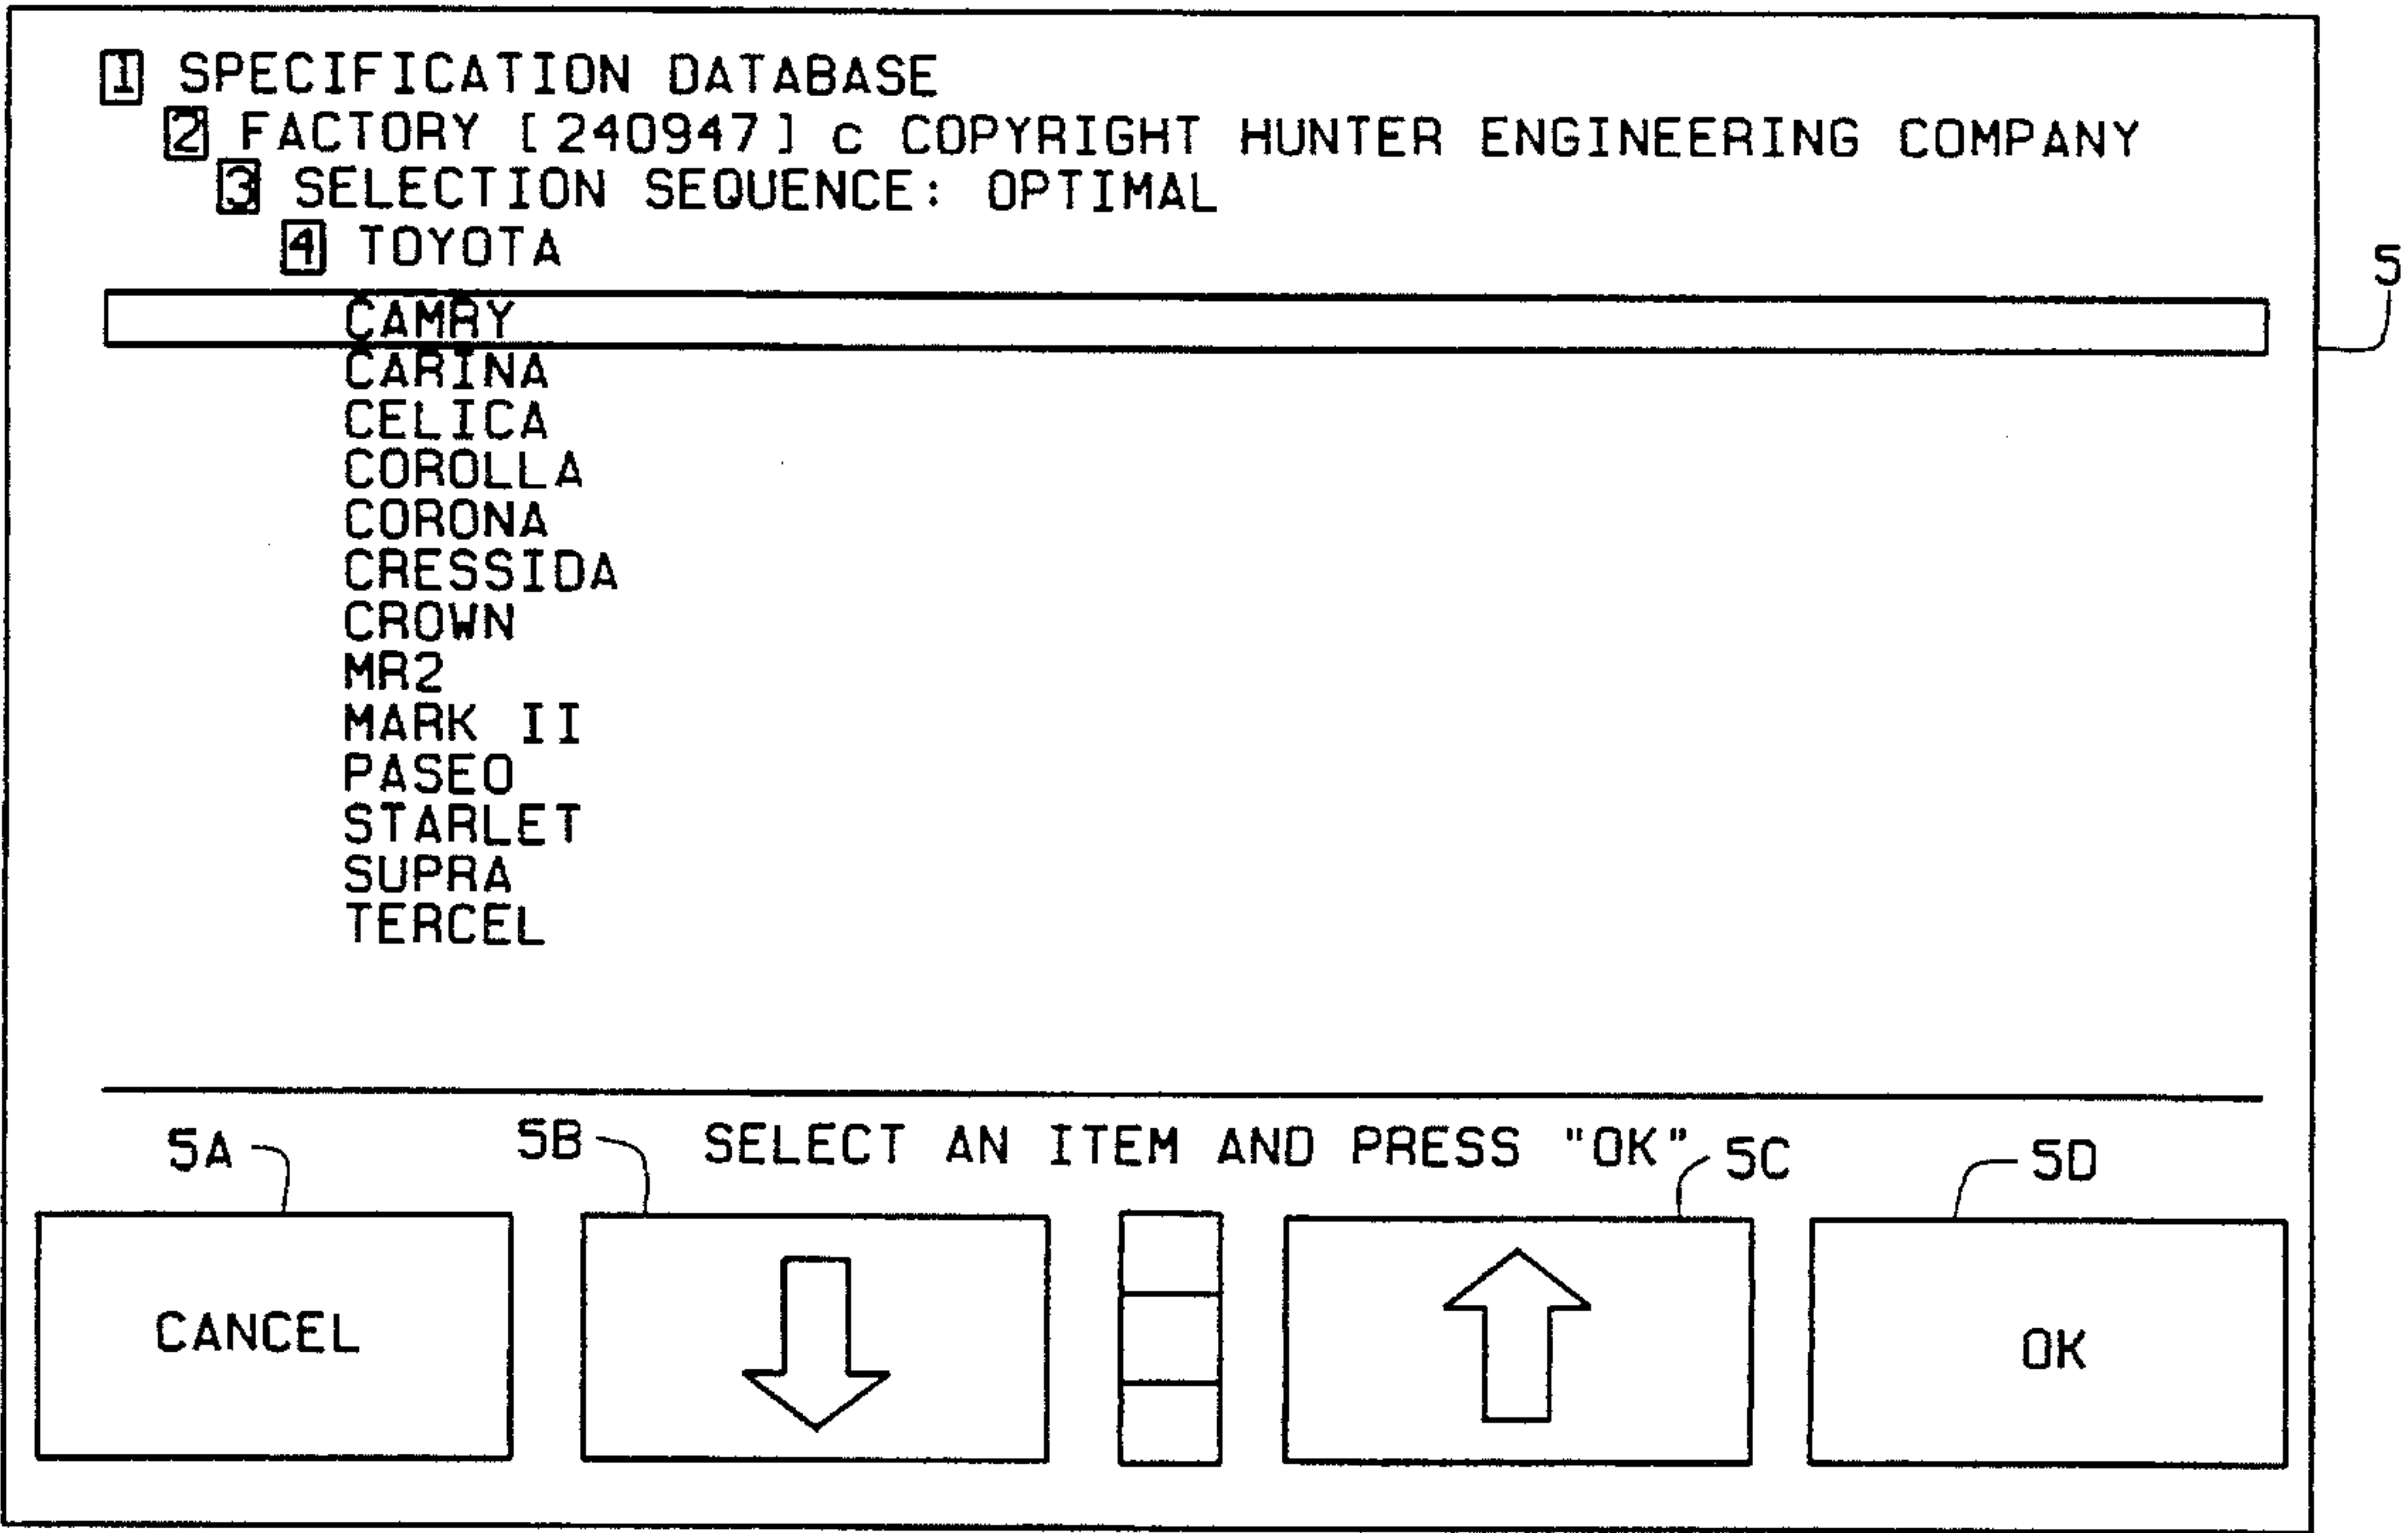 1 SPECIFICATION DATABASE
2 FACTORY [240947] c COPYRIGHT HUNTER ENGINEERING COMPANY
3 SELECTION SEQUENCE: OPTIMAL
4 TOYOTA
5
CAMRY
CARINA
CELICA
COROLLA
CORONA
CRESSIDA
CROWN
MR2
MARK II
PASEO
STARLET
SUPRA
TERCEL
5A 5B SELECT AN ITEM AND PRESS "OK" 5C 5D
CANCEL OK